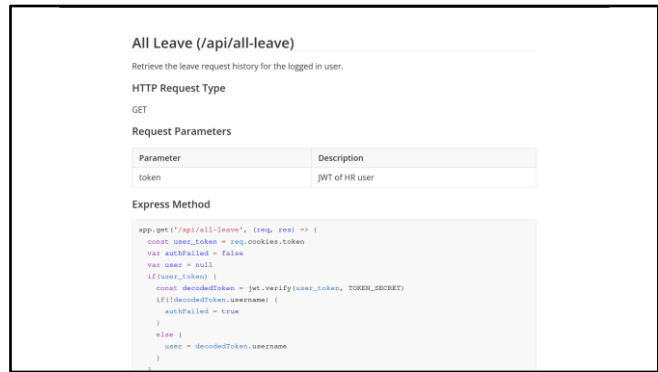 All Leave (/api/all-leave)
Retrieve the leave request history for the logged in user.
HTTP Request Type
GET
Request Parameters
Parameter Description
token JWT of HR user
Express Method
app.get('/api/all-leave', (req, res) => {
  const user_token = req.cookies.token
  var authFailed = false
  var user = null
  if(user_token) {
    const decodedToken = jwt.verify(user_token, TOKEN_SECRET)
    if(!decodedToken.username) {
      authFailed = true
    }
    else {
      user = decodedToken.username
    }
  }